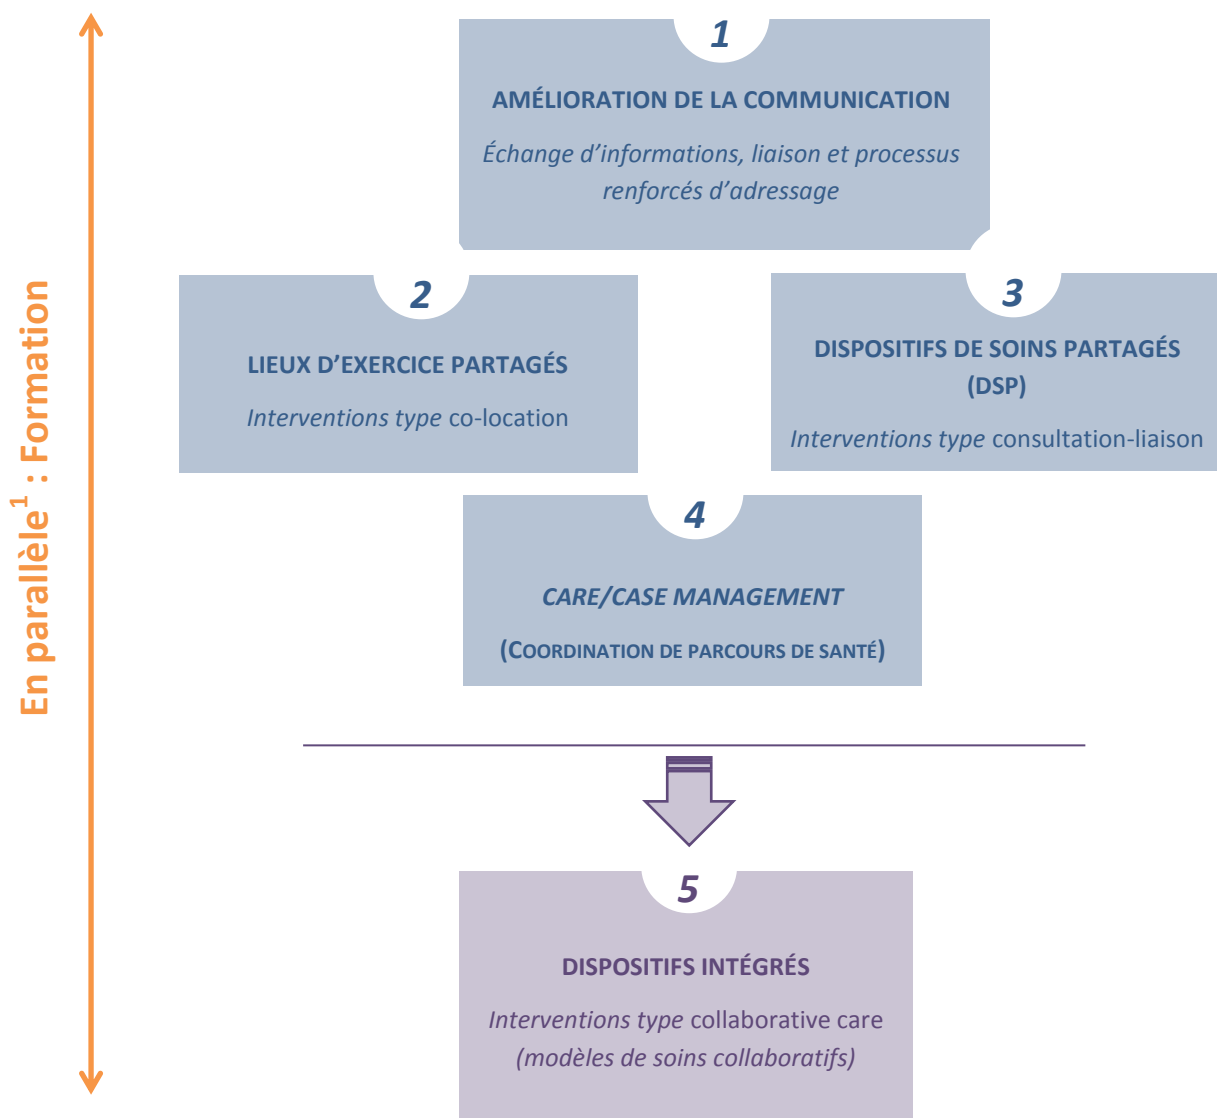 En parallèle¹ : Formation
1
AMÉLIORATION DE LA COMMUNICATION
Échange d’informations, liaison et processus
renforcés d’adressage
2
LIEUX D’EXERCICE PARTAGÉS
Interventions type co-location
3
DISPOSITIFS DE SOINS PARTAGÉS
(DSP)
Interventions type consultation-liaison
4
CARE/CASE MANAGEMENT
(COORDINATION DE PARCOURS DE SANTÉ)
5
DISPOSITIFS INTÉGRÉS
Interventions type collaborative care
(modèles de soins collaboratifs)